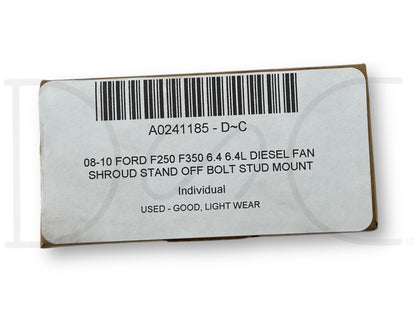 A0241185 - D~C
08-10 FORD F250 F350 6.4 6.4L DIESEL FAN
SHROUD STAND OFF BOLT STUD MOUNT
Individual
USED - GOOD, LIGHT WEAR